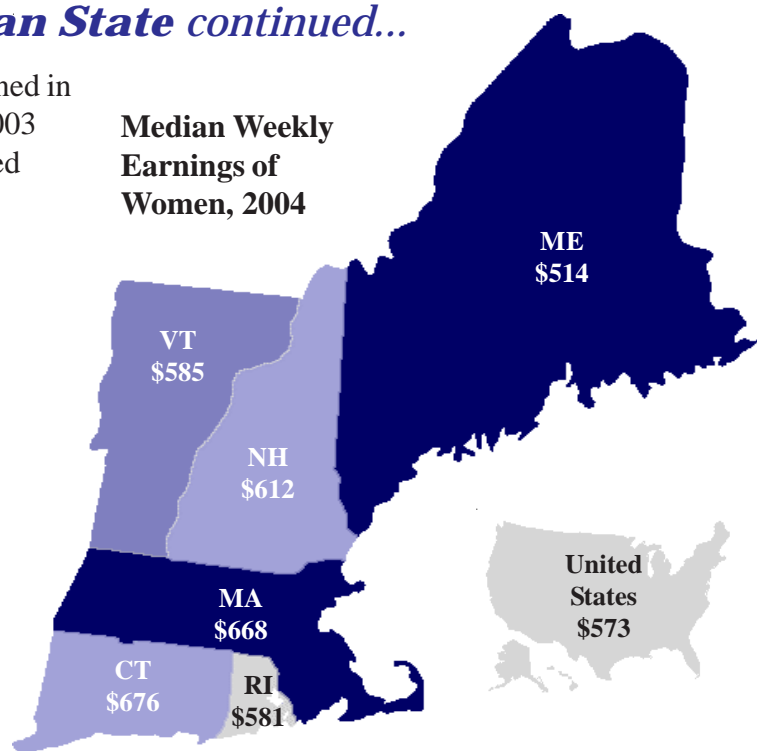 an State continued...
ned in
003
ed
Median Weekly
Earnings of
Women, 2004
ME
$514
VT
$585
NH
$612
United
States
$573
MA
$668
CT
$676
RI
$581